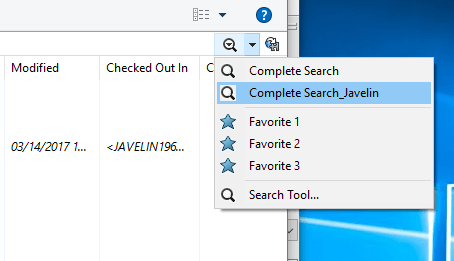 Modified Checked Out In C
Complete Search
Complete Search_Javelin
Favorite 1
03/14/2017 1... <JAVELIN196... Favorite 2
Favorite 3
Search Tool...